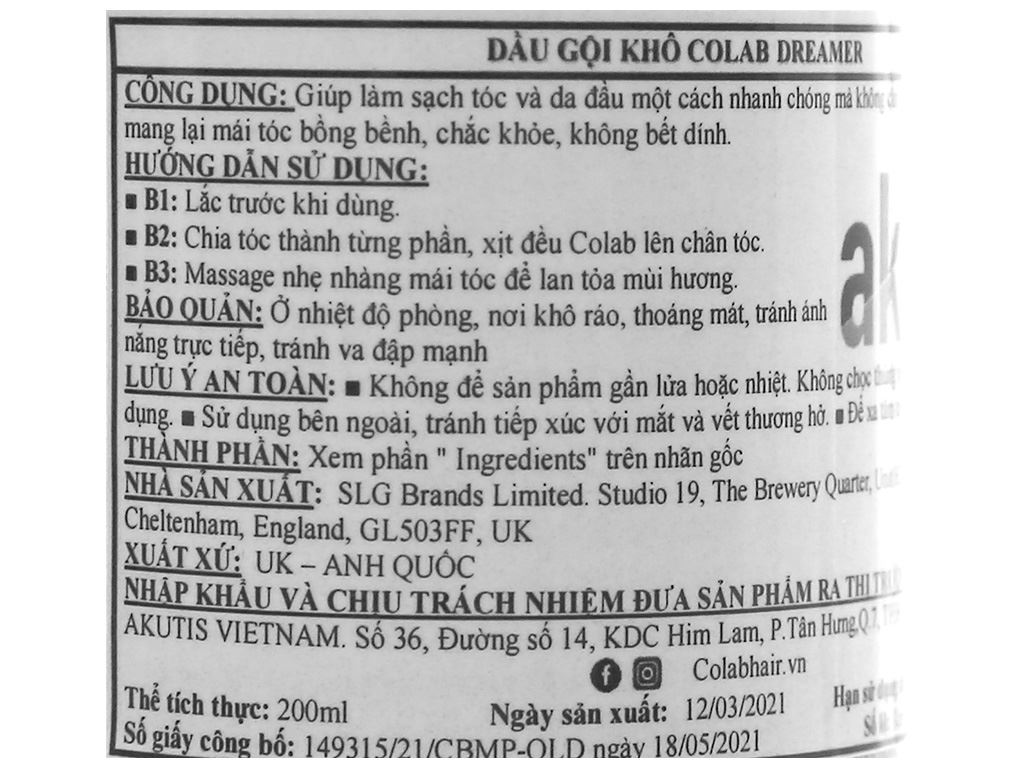 DẦU GỘI KHÔ COLAB DREAMER
CÔNG DỤNG: Giúp làm sạch tóc và da đầu một cách nhanh chóng mà không
mang lại mái tóc bồng bềnh, chắc khỏe, không bết dính.
HƯỚNG DẪN SỬ DỤNG:
■ B1: Lắc trước khi dùng.
■ B2: Chia tóc thành từng phần, xịt đều Colab lên chân tóc.
■ B3: Massage nhẹ nhàng mái tóc để lan tỏa mùi hương.
BẢO QUẢN: Ở nhiệt độ phòng, nơi khô ráo, thoáng mát, tránh ánh
nắng trực tiếp, tránh va đập mạnh
ak
LƯU Ý AN TOÀN: ■ Không để sản phẩm gần lửa hoặc nhiệt. Không chọc
dụng. ■ Sử dụng bên ngoài, tránh tiếp xúc với mắt và vết thương hở. ■ Để xa
THÀNH PHẦN: Xem phần " Ingredients" trên nhãn gốc
NHÀ SẢN XUẤT: SLG Brands Limited. Studio 19, The Brewery Quarter,
Cheltenham, England, GL503FF, UK
XUẤT XỨ: UK – ANH QUỐC
NHẬP KHẨU VÀ CHỊU TRÁCH NHIỆM ĐƯA SẢN PHẨM RA THỊ
AKUTIS VIETNAM. Số 36, Đường số 14, KDC Him Lam, P.Tân Hưng,Q.7,
Colabhair.vn
Thể tích thực: 200ml Ngày sản xuất: 12/03/2021 Hạn sử dụng
Số giấy công bố: 149315/21/CBMP-QLD ngày 18/05/2021 Số